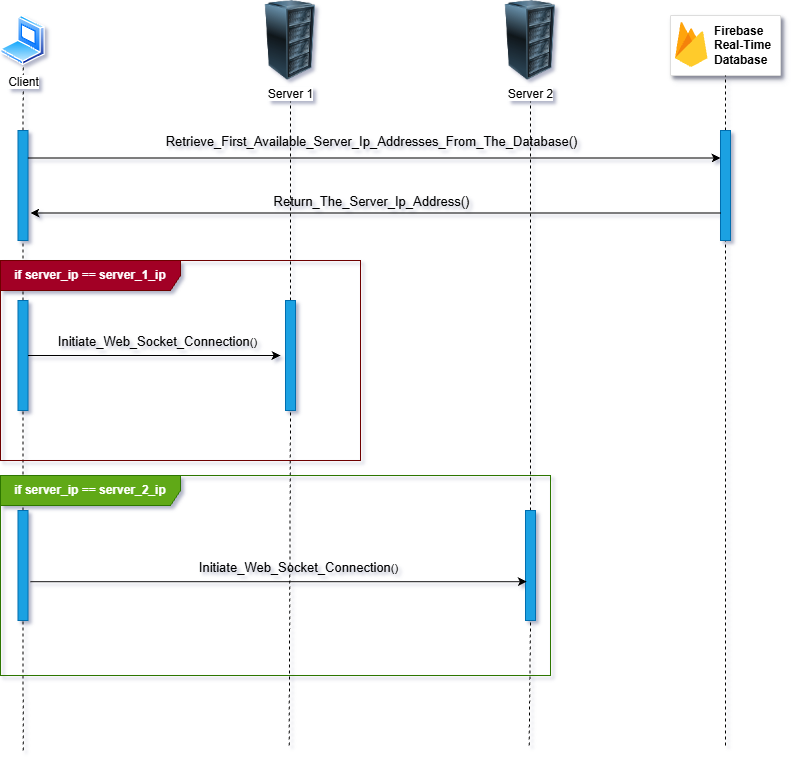 Firebase
Real-Time
Database
Client
Server 1
Server 2
Retrieve_First_Available_Server_Ip_Addresses_From_The_Database()
Return_The_Server_Ip_Address()
if server_ip == server_1_ip
Initiate_Web_Socket_Connection()
if server_ip == server_2_ip
Initiate_Web_Socket_Connection()